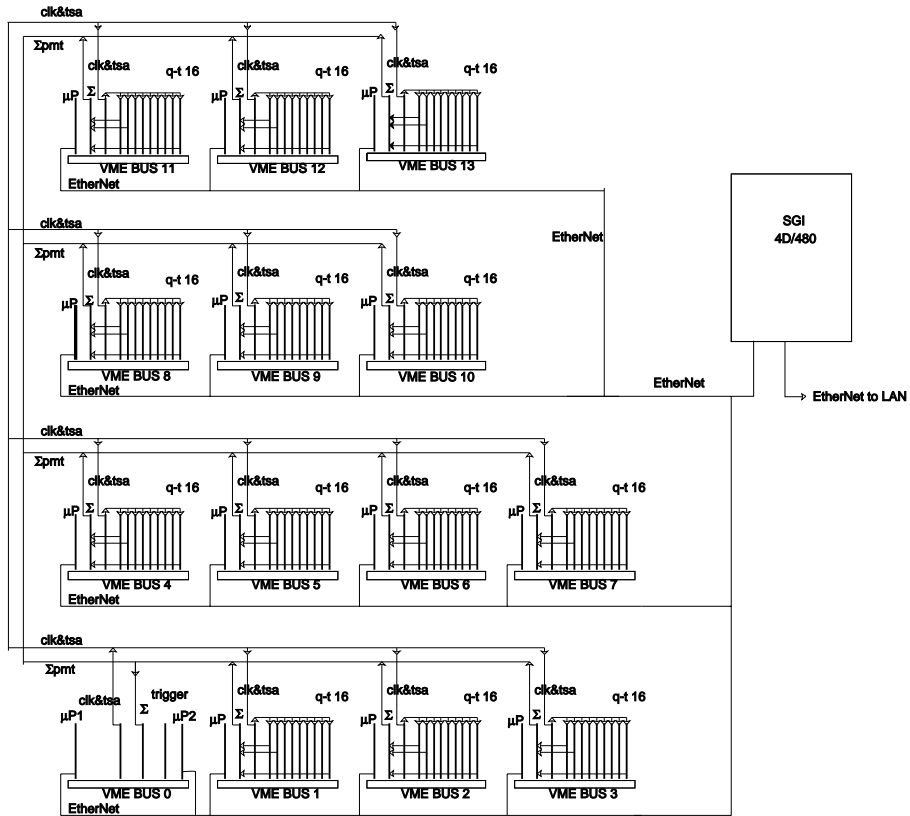 clk&tsa
Σpmt
clk&tsa q-t 16 clk&tsa q-t 16 clk&tsa q-t 16
μP Σ μP Σ μP Σ
VME BUS 11 VME BUS 12 VME BUS 13
EtherNet
SGI
4D/480
EtherNet
clk&tsa
Σpmt
clk&tsa q-t 16 clk&tsa q-t 16 clk&tsa q-t 16
μP Σ μP Σ μP Σ
VME BUS 8 VME BUS 9 VME BUS 10
EtherNet
EtherNet
EtherNet to LAN
clk&tsa
Σpmt
clk&tsa q-t 16 clk&tsa q-t 16 clk&tsa q-t 16 clk&tsa q-t 16
μP Σ μP Σ μP Σ μP Σ
VME BUS 4 VME BUS 5 VME BUS 6 VME BUS 7
EtherNet
clk&tsa
Σpmt
clk&tsa trigger clk&tsa q-t 16 clk&tsa q-t 16 clk&tsa q-t 16
μP1 Σ μP2 μP Σ μP Σ μP Σ
VME BUS 0 VME BUS 1 VME BUS 2 VME BUS 3
EtherNet